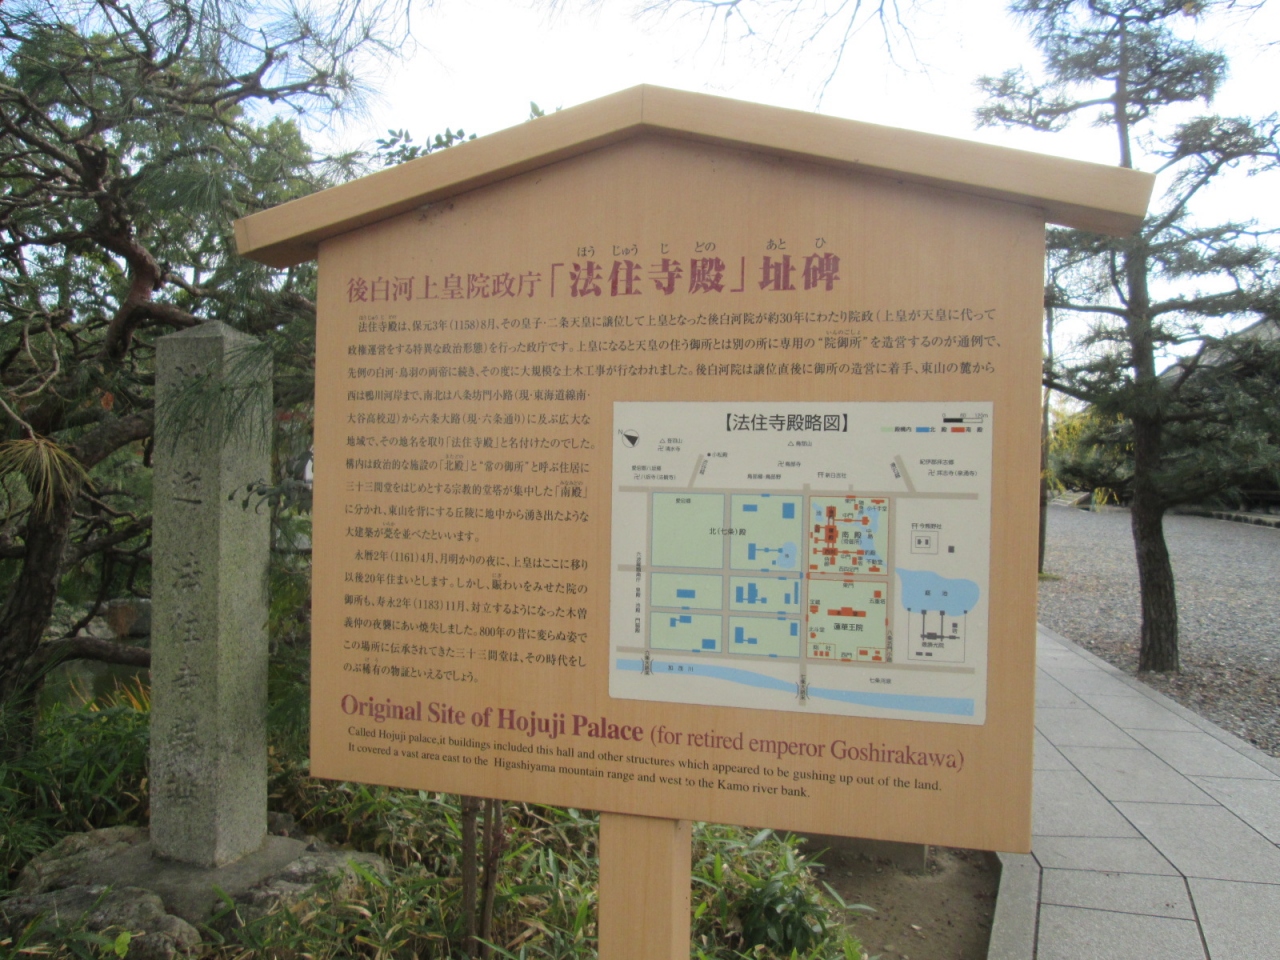 ほう じゅう じ どの あと ひ
後白河上皇院政庁「法住寺殿」址碑
法住寺殿は、保元3年(1158)8月、その皇子・二条天皇に譲位して上皇となった後白河院が約30年にわたり院政(上皇が天皇に代って
政権運営をする特異な政治形態)を行った政庁です。上皇になると天皇の住う御所とは別の所に専用の“院御所”を造営するのが通例で、
先例の白河・鳥羽の両帝に続き、その度に大規模な土木工事が行なわれました。後白河院は譲位直後に御所の造営に着手、東山の麓から
西は鴨川河岸まで、南北は八条坊門小路(現・東海道線南・
大谷高校辺)から六条大路(現・六条通り)に及ぶ広大な
地域で、その地名を取り「法住寺殿」と名付けたのでした。
構内は政治的な施設の「北殿」と“常の御所”と呼ぶ住居に
三十三間堂をはじめとする宗教的堂塔が集中した「南殿」
に分かれ、東山を背にする丘陵に地中から湧き出たような
大建築が甍を並べたといいます。
永暦2年(1161)4月、月明かりの夜に、上皇はここに移り
以後20年住まいとします。しかし、賑わいをみせた院の
御所も、寿永2年(1183)11月、対立するようになった木曽
義仲の夜襲にあい焼失しました。800年の昔に変らぬ姿で
この場所に伝承されてきた三十三間堂は、その時代をし
のぶ稀有の物証といえるでしょう。
【法住寺殿略図】
N
北(七条)殿
南殿
蓮華王院
Original Site of Hojuji Palace (for retired emperor Goshirakawa)
Called Hojuji palace,it buildings included this hall and other structures which appeared to be gushing up out of the land.
It covered a vast area east to the Higashiyama mountain range and west to the Kamo river bank.